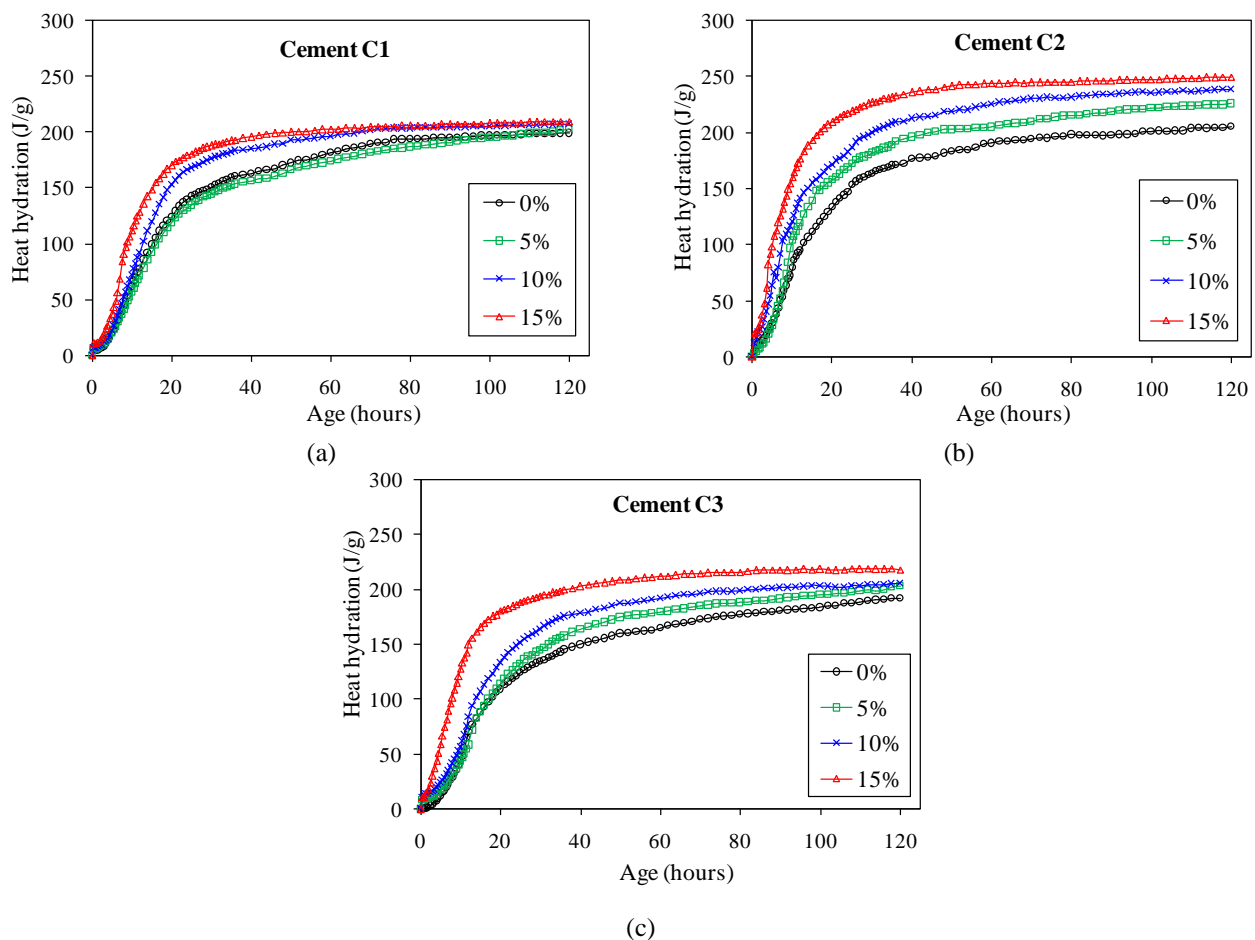 Cement C1
Heat hydration (J/g)
300
250
200
150
100
50
0
0%
5%
10%
15%
0 20 40 60 80 100 120
Age (hours)
(a)
Cement C2
Heat hydration (J/g)
300
250
200
150
100
50
0
0%
5%
10%
15%
0 20 40 60 80 100 120
Age (hours)
(b)
Cement C3
Heat hydration (J/g)
300
250
200
150
100
50
0
0%
5%
10%
15%
0 20 40 60 80 100 120
Age (hours)
(c)